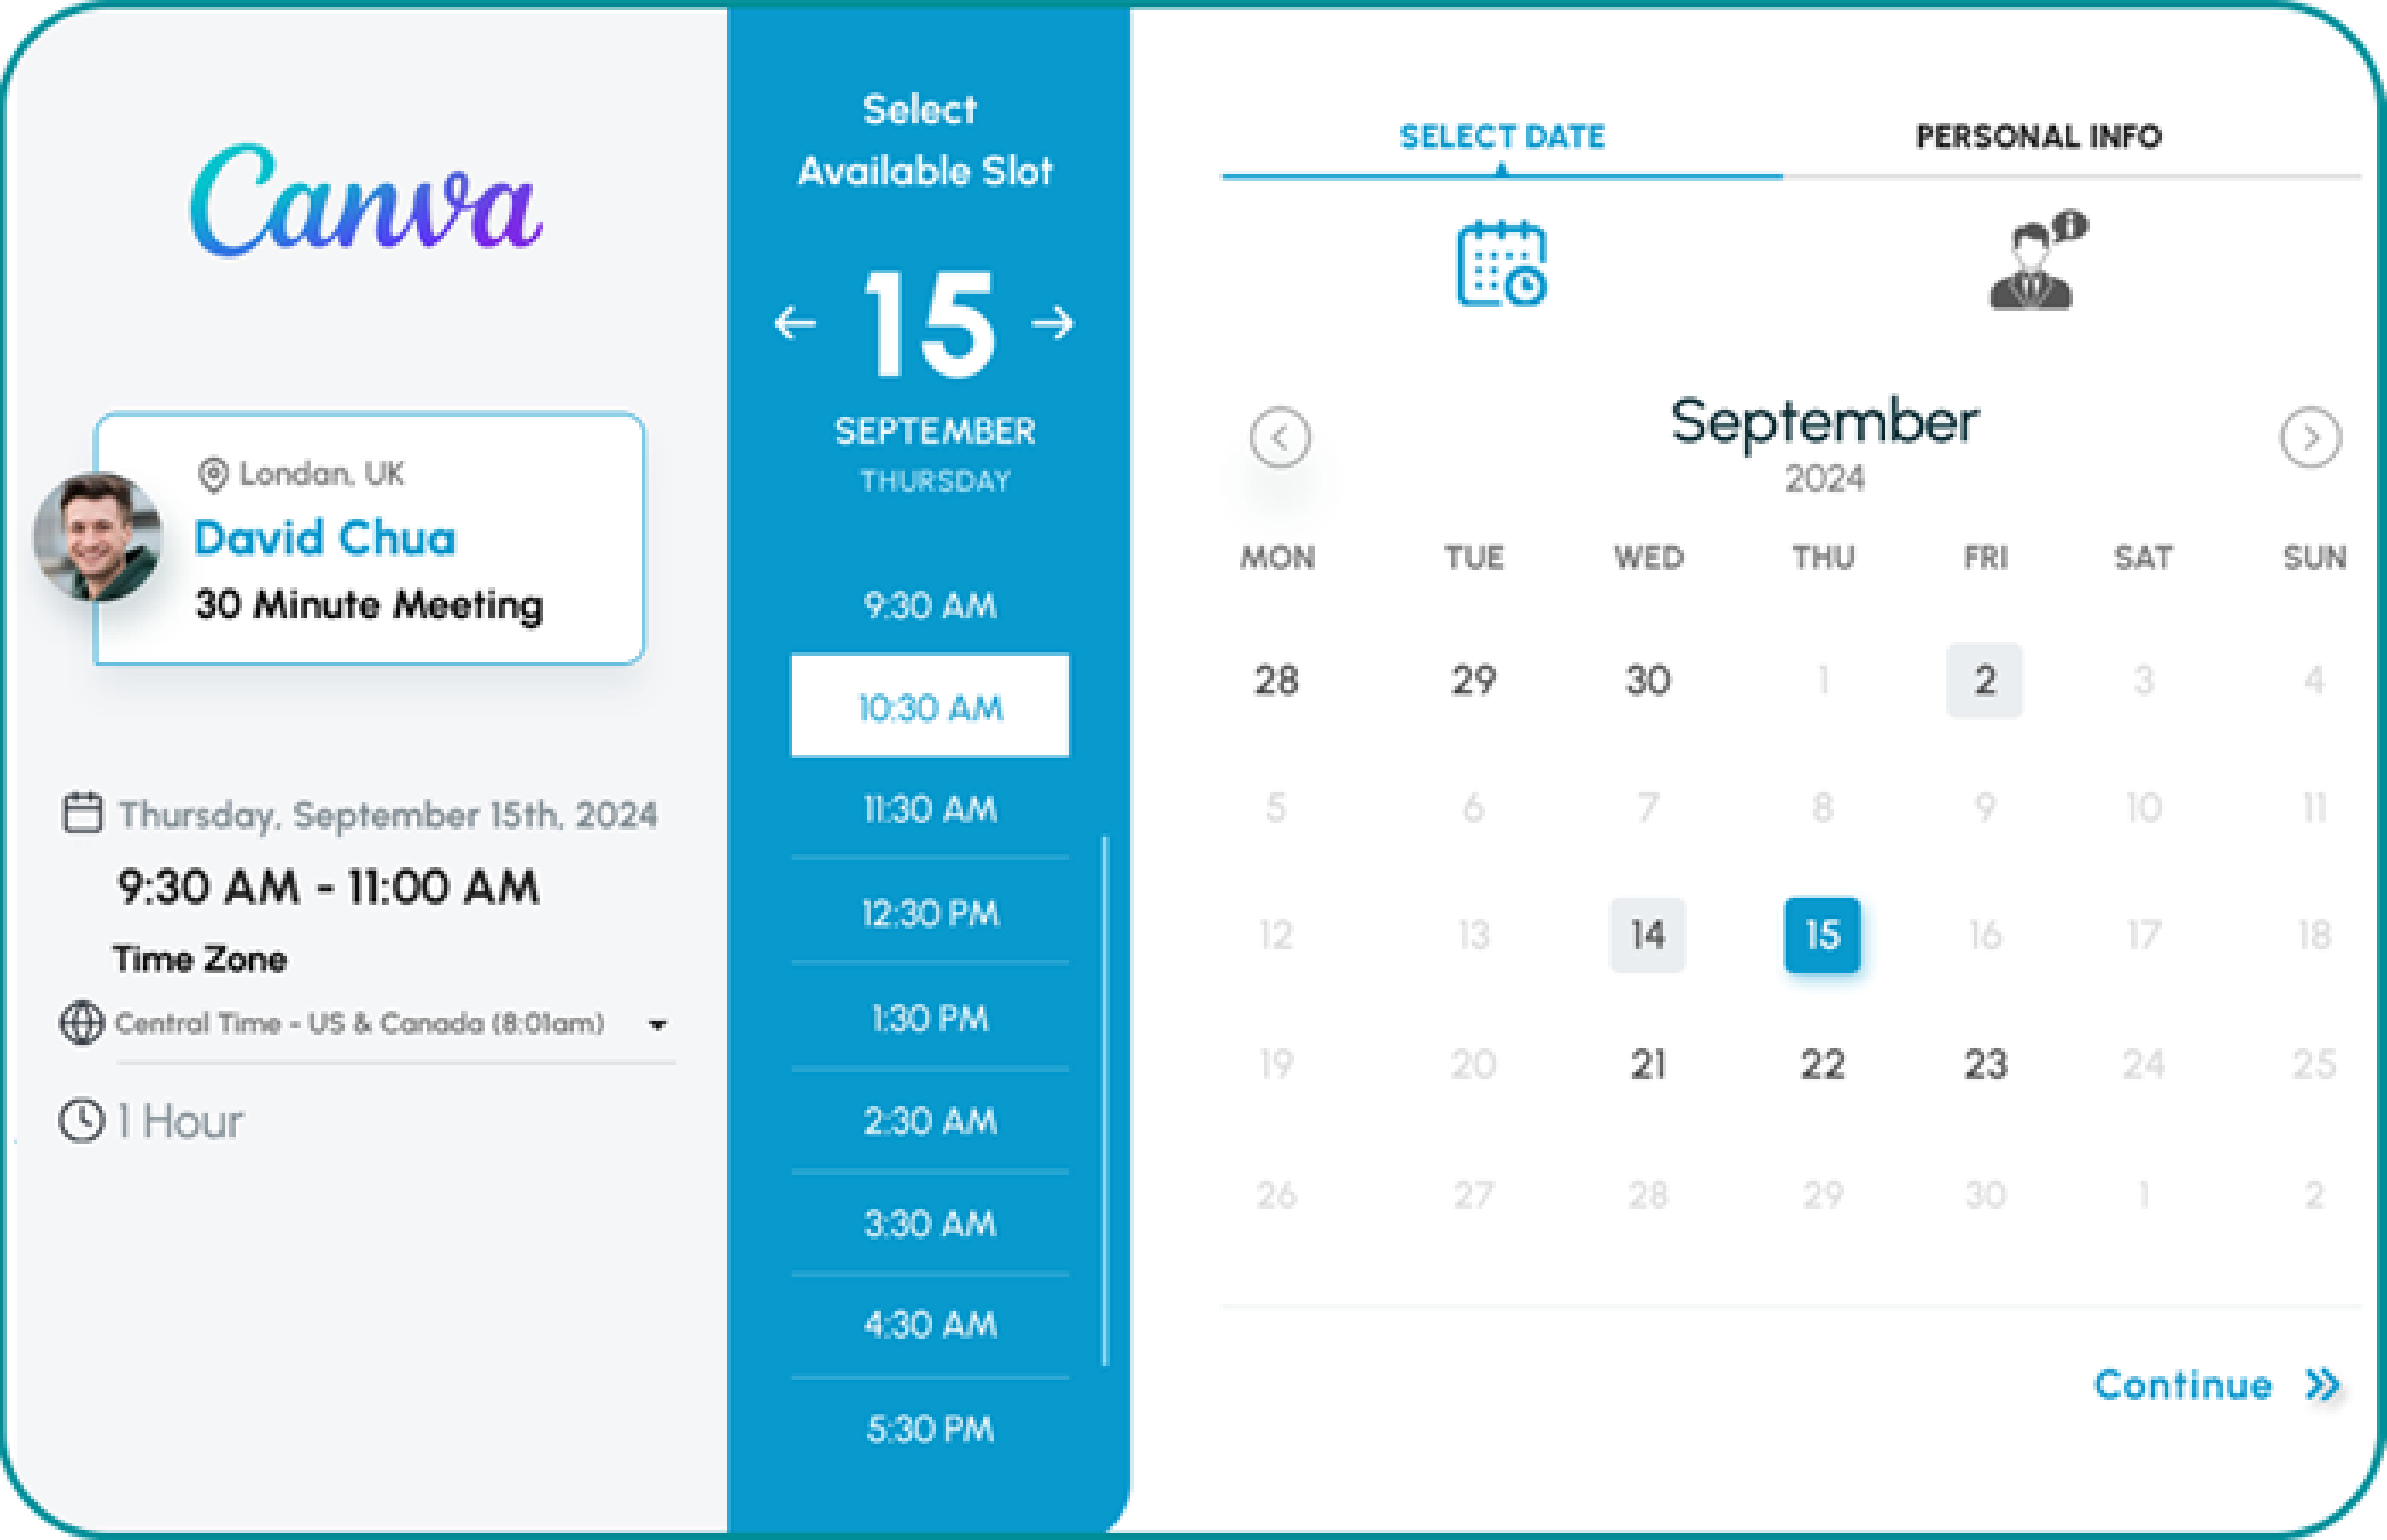 Canva
Londan, UK
David Chua
30 Minute Meeting
Thursday, September 15th, 2024
9:30 AM - 11:00 AM
Time Zone
Central Time - US & Canada (8:01am)
1 Hour
Select
Available Slot
15
SEPTEMBER
THURSDAY
9:30 AM
10:30 AM
11:30 AM
12:30 PM
1:30 PM
2:30 AM
3:30 AM
4:30 AM
5:30 PM
SELECT DATE PERSONAL INFO
September
2024
MON TUE WED THU FRI SAT SUN
28 29 30 1 2 3 4
5 6 7 8 9 10 11
12 13 14 15 16 17 18
19 20 21 22 23 24 25
26 27 28 29 30 1 2
Continue